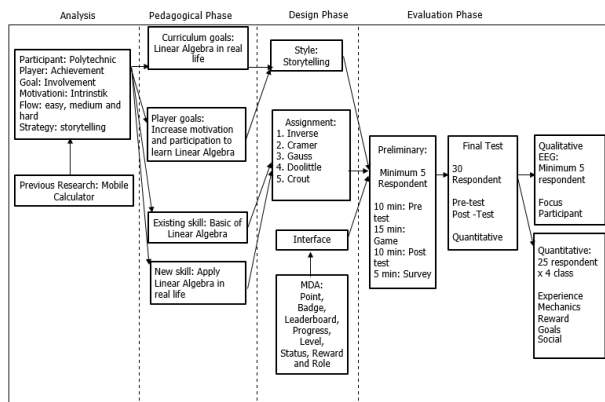 Analysis
Pedagogical Phase
Design Phase
Evaluation Phase
Participant: Polytechnic
Player: Achievement
Goal: Involvement
Motivationi: Intrinstik
Flow: easy, medium and
hard
Strategy: storytelling
Previous Research: Mobile
Calculator
Curriculum goals:
Linear Algebra in real
life
Player goals:
Increase motivation
and participation to
learn Linear Algebra
Existing skill: Basic of
Linear Algebra
New skill: Apply
Linear Algebra in
real life
Style:
Storytelling
Assignment:
1. Inverse
2. Cramer
3. Gauss
4. Doolittle
5. Crout
Interface
MDA:
Point,
Badge,
Leaderboard,
Progress,
Level,
Status, Reward
and Role
Preliminary:
Minimum 5
Respondent
10 min: Pre
test
15 min:
Game
10 min: Post
test
5 min: Survey
Final Test
30
Respondent
Pre-test
Post -Test
Quantitative
Qualitative
EEG:
Minimum 5
respondent
Focus
Participant
Quantitative:
25 respondent
x 4 class
Experience
Mechanics
Reward
Goals
Social